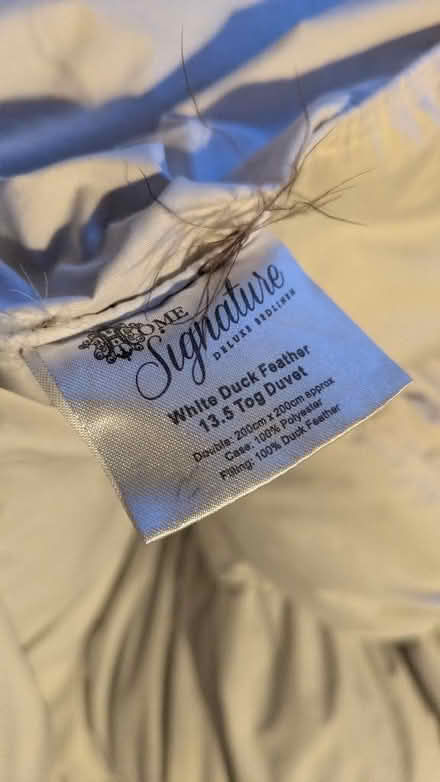 HOME
Signature
DELUXE BEDLINEN
White Duck Feather
13.5 Tog Duvet
Double: 200cm x 200cm approx
Case: 100% Polyester
Filling: 100% Duck Feather